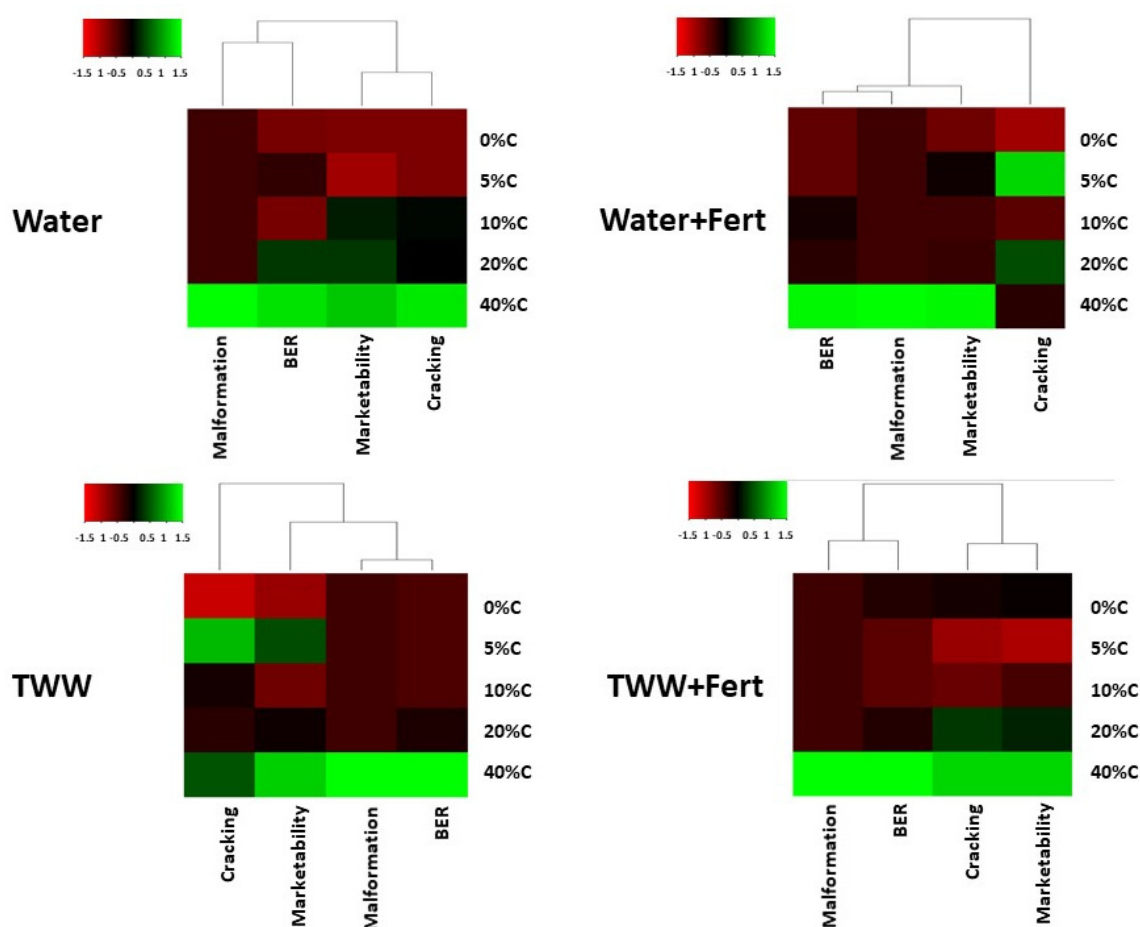 -1.5 1 -0.5 0.5 1 1.5
0%C
5%C
10%C
20%C
40%C
Water
Malformation
BER
Marketability
Cracking
-1.5 1 -0.5 0.5 1 1.5
0%C
5%C
10%C
20%C
40%C
Water+Fert
BER
Malformation
Marketability
Cracking
-1.5 1 -0.5 0.5 1 1.5
0%C
5%C
10%C
20%C
40%C
TWW
Cracking
Marketability
Malformation
BER
-1.5 1 -0.5 0.5 1 1.5
0%C
5%C
10%C
20%C
40%C
TWW+Fert
Malformation
BER
Cracking
Marketability